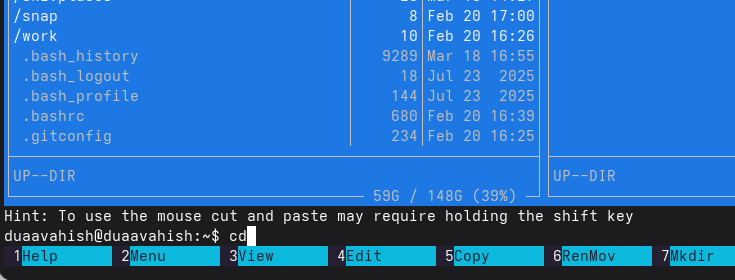 /snap 8 Feb 20 17:00
/work 10 Feb 20 16:26
.bash_history 9289 Mar 18 16:55
.bash_logout 18 Jul 23 2025
.bash_profile 144 Jul 23 2025
.bashrc 680 Feb 20 16:39
.gitconfig 234 Feb 20 16:25
UP--DIR UP--DIR
59G / 148G (39%)
Hint: To use the mouse cut and paste may require holding the shift key
duaavahish@duaavahish:~$ cd
1Help 2Menu 3View 4Edit 5Copy 6RenMov 7Mkdir